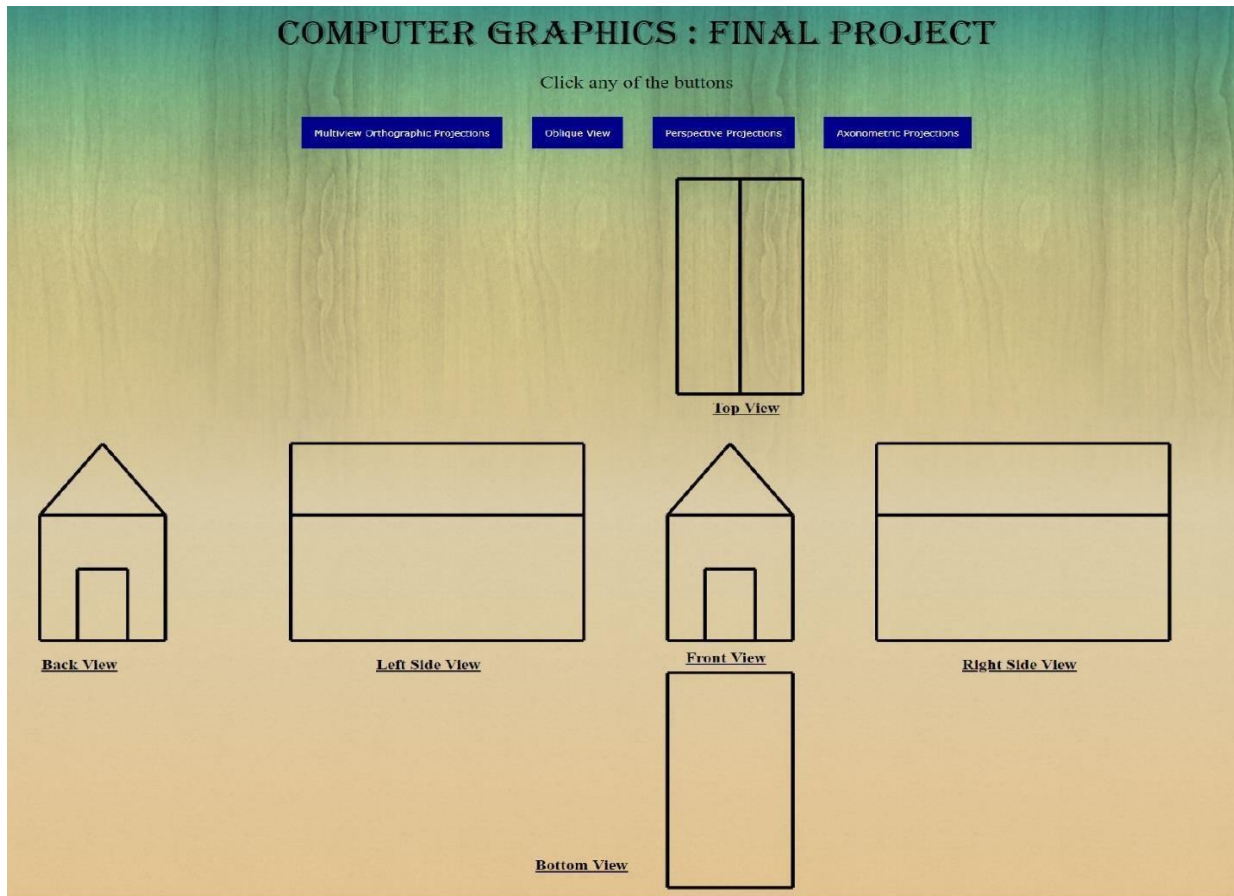 COMPUTER GRAPHICS : FINAL PROJECT
Click any of the buttons
Multiview Orthographic Projections
Oblique View
Perspective Projections
Axonometric Projections
Top View
Back View
Left Side View
Front View
Right Side View
Bottom View